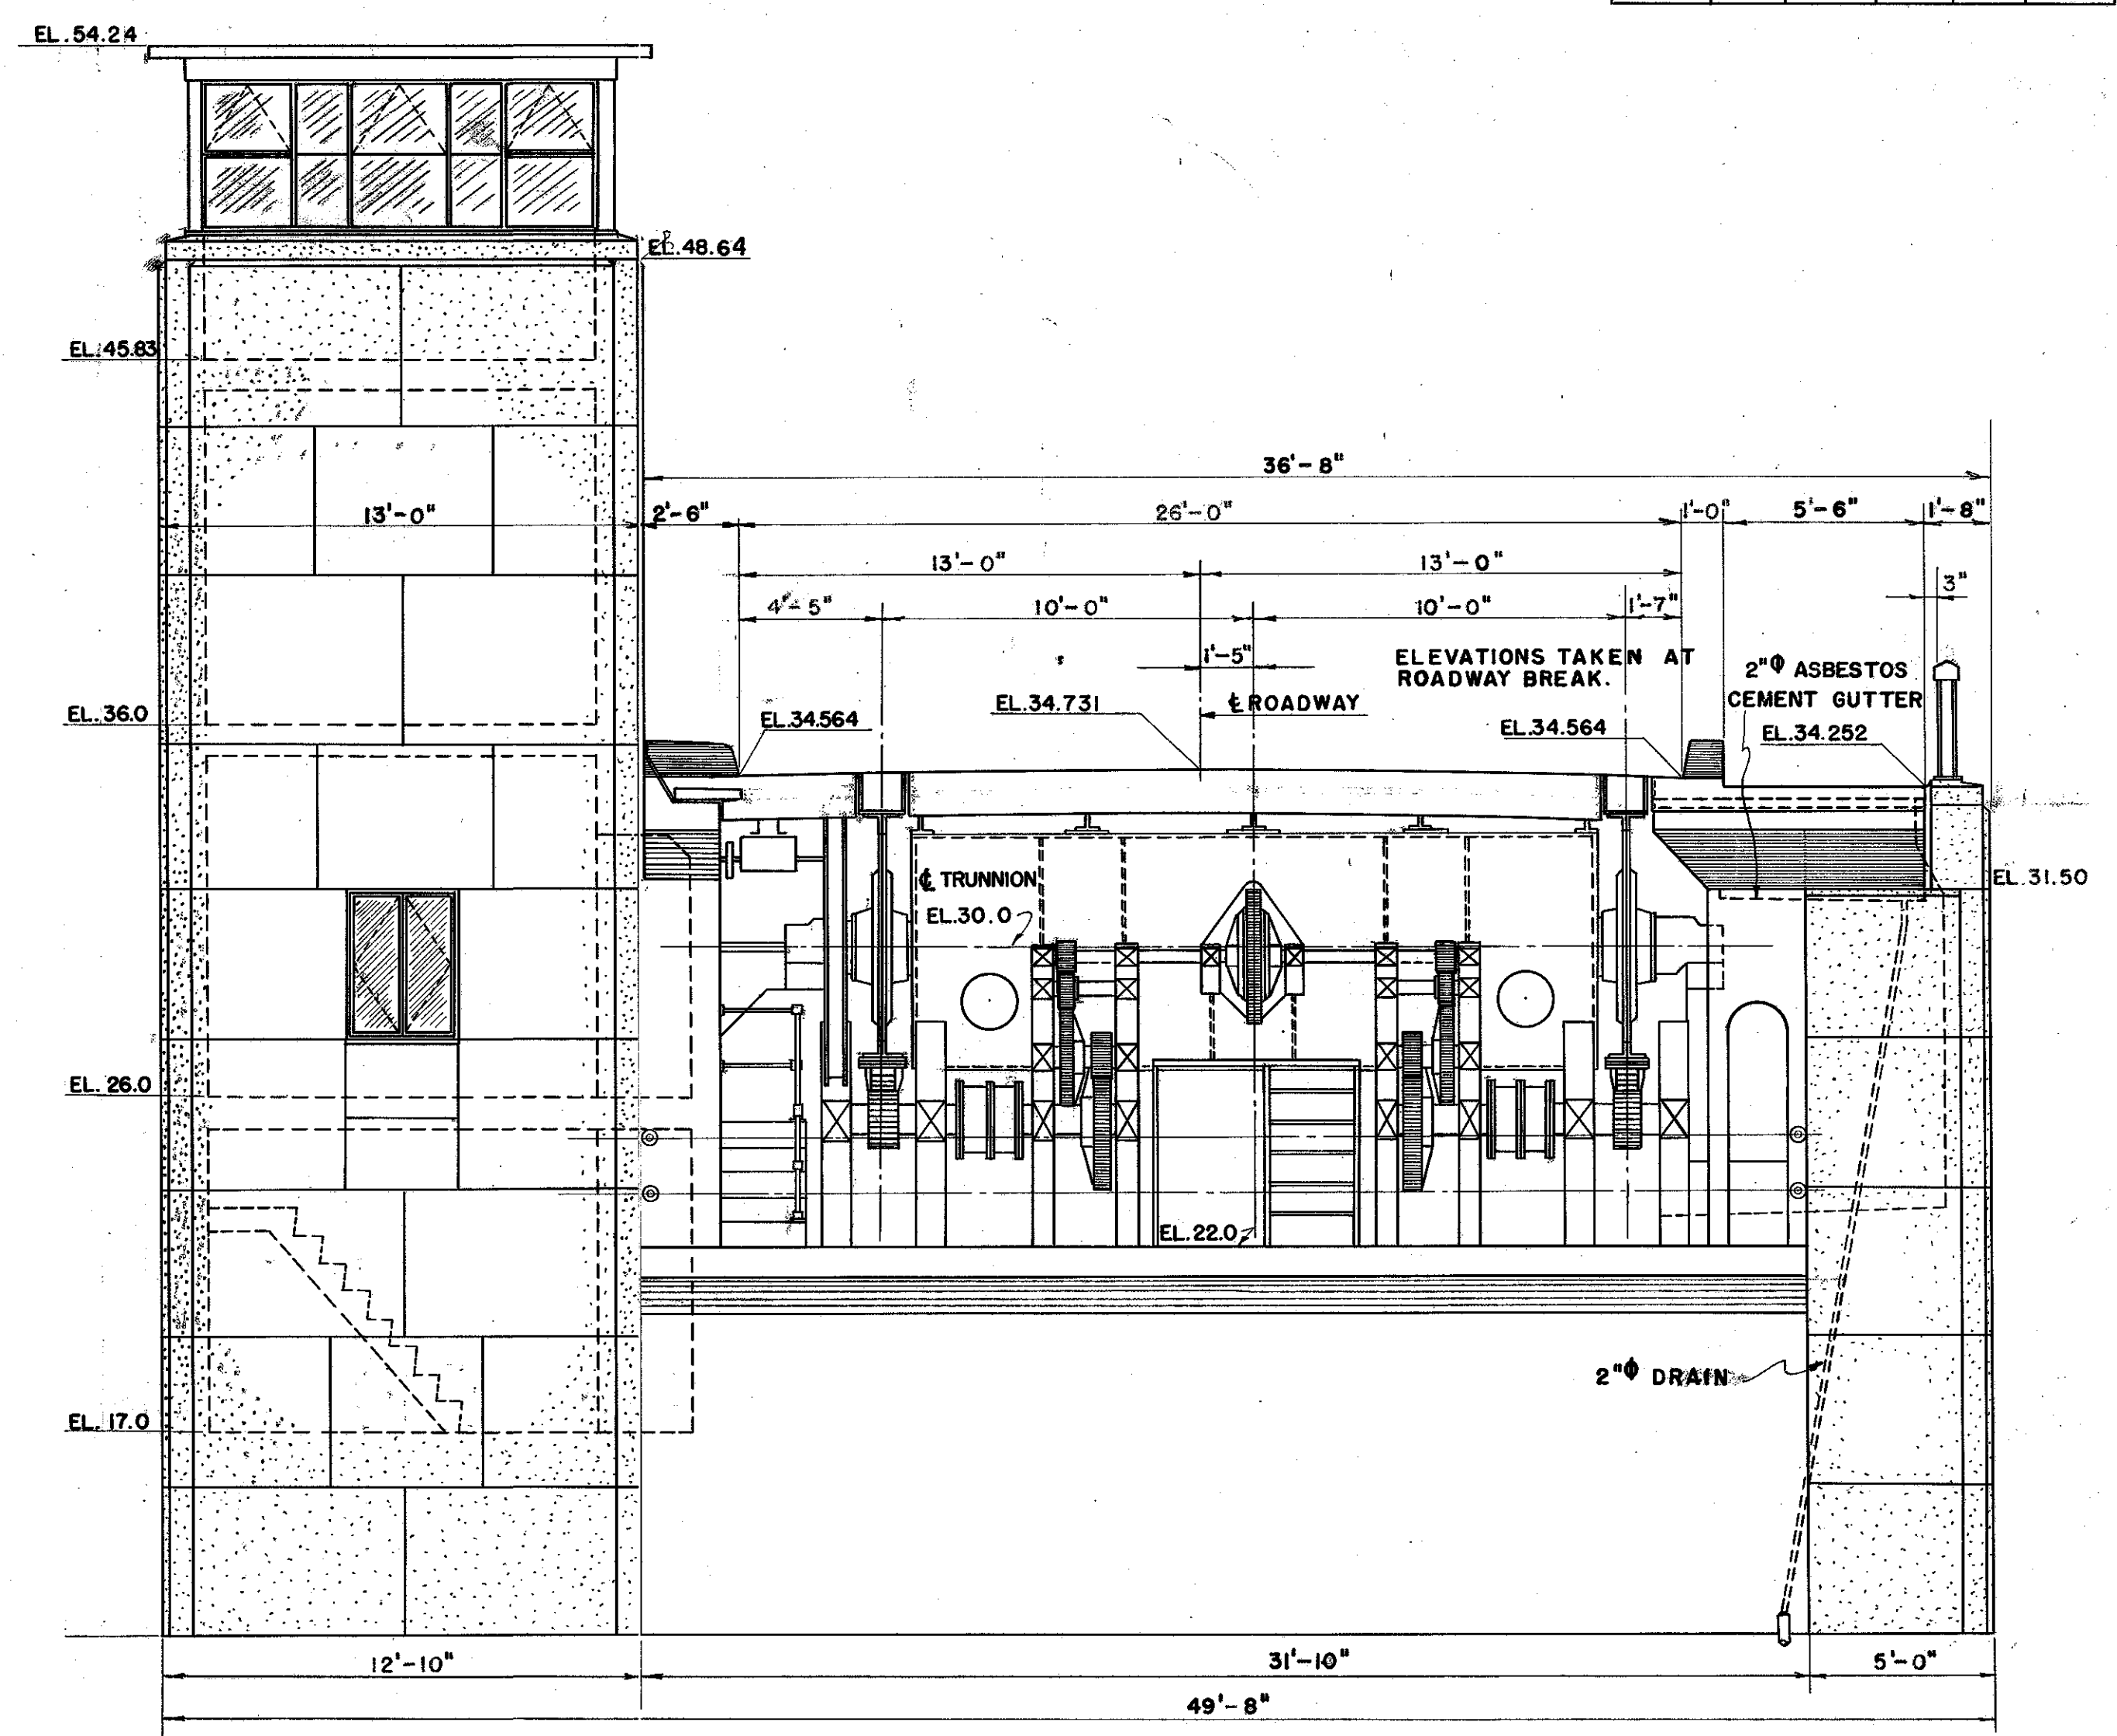 EL.54.24
EL.48.64
EL.45.83
36'-8"
13'-0"
2'-6"
26'-0"
1'-0"
5'-6"
1'-8"
13'-0"
13'-0"
3"
4'-5"
10'-0"
10'-0"
1'-7"
1'-5"
ELEVATIONS TAKEN AT
ROADWAY BREAK.
2"Φ ASBESTOS
CEMENT GUTTER
EL.36.0
EL.34.564
EL.34.731
℄ ROADWAY
EL.34.564
EL.34.252
℄ TRUNNION
EL.30.0
EL.31.50
EL.26.0
EL.22.0
2"Φ DRAIN
EL.17.0
12'-10"
31'-10"
5'-0"
49'-8"